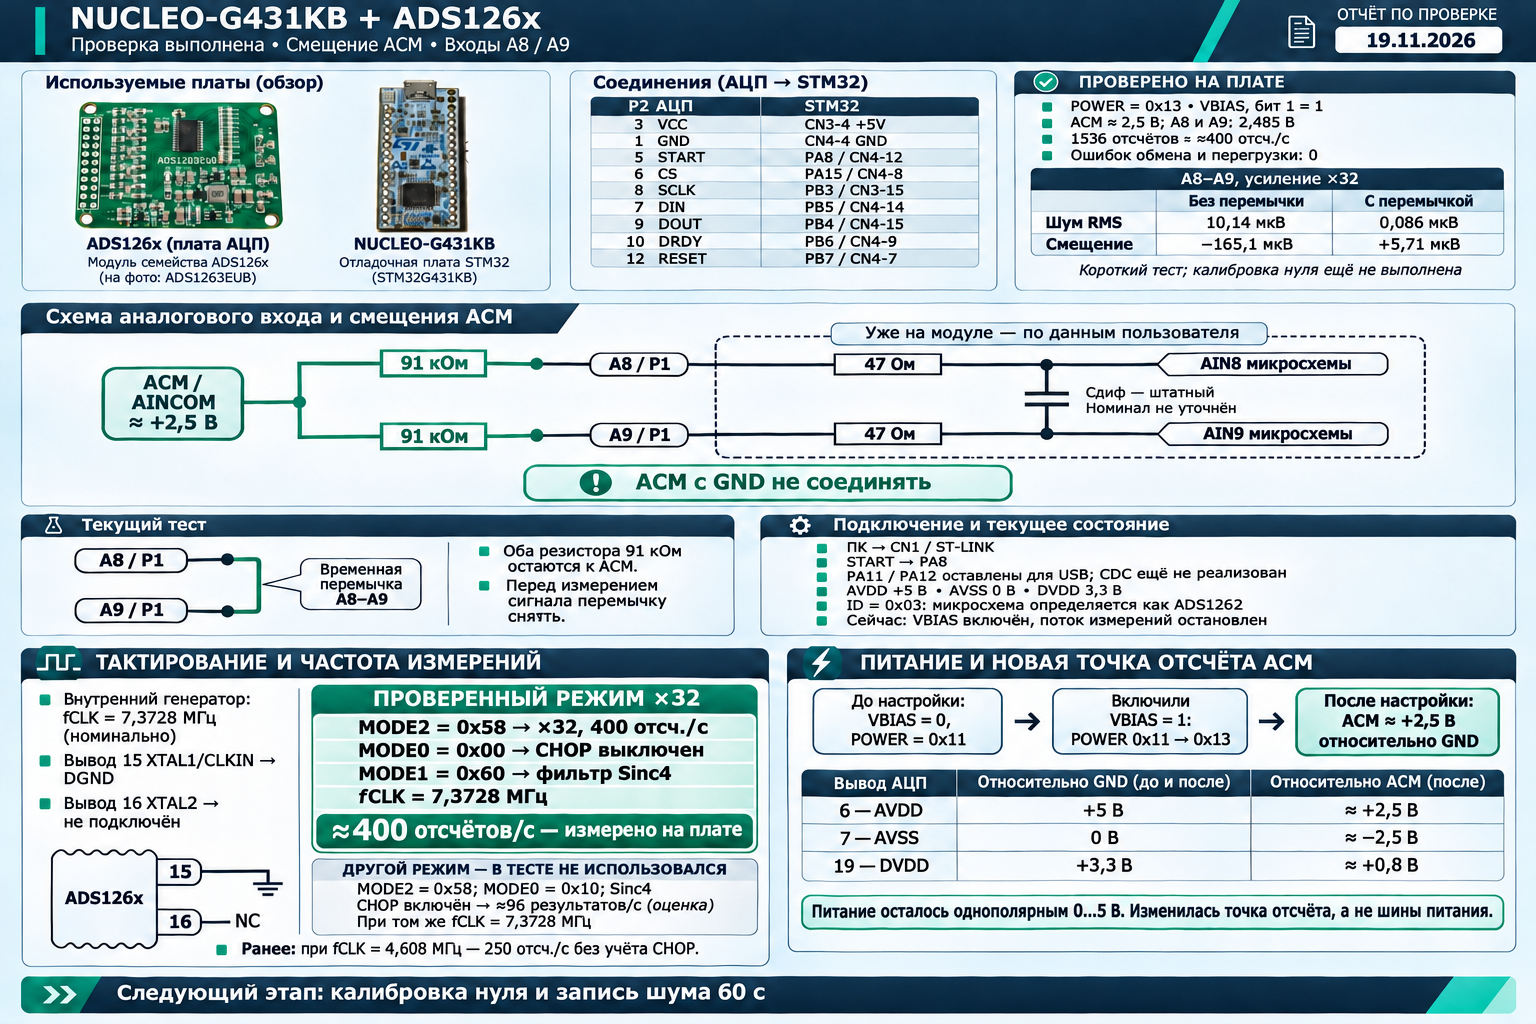 NUCLEO-G431KB + ADS126x
Проверка выполнена • Смещение ACM • Входы A8 / A9
ОТЧЁТ ПО ПРОВЕРКЕ
19.11.2026
Используемые платы (обзор)
ADS126x (плата АЦП)
Модуль семейства ADS126x
(на фото: ADS1263EUB)
NUCLEO-G431KB
Отладочная плата STM32
(STM32G431KB)
Соединения (АЦП → STM32)
P2 АЦП STM32
3 VCC CN3-4 +5V
1 GND CN4-4 GND
5 START PA8 / CN4-12
6 CS PA15 / CN4-8
8 SCLK PB3 / CN3-15
7 DIN PB5 / CN4-14
9 DOUT PB4 / CN4-15
10 DRDY PB6 / CN4-9
12 RESET PB7 / CN4-7
ПРОВЕРЕНО НА ПЛАТЕ
POWER = 0x13 • VBIAS, бит 1 = 1
ACM ≈ 2,5 В; A8 и A9: 2,485 В
1536 отсчётов ≈ ≈400 отсч./с
Ошибок обмена и перегрузки: 0
A8–A9, усиление ×32
Без перемычки С перемычкой
Шум RMS 10,14 мкВ 0,086 мкВ
Смещение −165,1 мкВ +5,71 мкВ
Короткий тест; калибровка нуля ещё не выполнена
Схема аналогового входа и смещения ACM
Уже на модуле — по данным пользователя
ACM /
AINCOM
≈ +2,5 В
91 кОм
A8 / P1
47 Ом
AIN8 микросхемы
Сдиф — штатный
Номинал не уточнён
91 кОм
A9 / P1
47 Ом
AIN9 микросхемы
! ACM с GND не соединять
Текущий тест
A8 / P1
A9 / P1
Временная
перемычка
A8–A9
Оба резистора 91 кОм
остаются к ACM.
Перед измерением
сигнала перемычку
снять.
Подключение и текущее состояние
ПК → CN1 / ST-LINK
START → PA8
PA11 / PA12 оставлены для USB; CDC ещё не реализован
AVDD +5 В • AVSS 0 В • DVDD 3,3 В
ID = 0x03: микросхема определяется как ADS1262
Сейчас: VBIAS включён, поток измерений остановлен
ТАКТИРОВАНИЕ И ЧАСТОТА ИЗМЕРЕНИЙ
Внутренний генератор:
fCLK = 7,3728 МГц
(номинально)
Вывод 15 XTAL1/CLKIN →
DGND
Вывод 16 XTAL2 →
не подключён
ADS126x
15
16
NC
ПРОВЕРЕННЫЙ РЕЖИМ ×32
MODE2 = 0x58 → ×32, 400 отсч./с
MODE0 = 0x00 → CHOP выключен
MODE1 = 0x60 → фильтр Sinc4
fCLK = 7,3728 МГц
≈400 отсчётов/с — измерено на плате
ДРУГОЙ РЕЖИМ — В ТЕСТЕ НЕ ИСПОЛЬЗОВАЛСЯ
MODE2 = 0x58; MODE0 = 0x10; Sinc4
CHOP включён → ≈96 результатов/с (оценка)
При том же fCLK = 7,3728 МГц
Ранее: при fCLK = 4,608 МГц — 250 отсч./с без учёта CHOP.
ПИТАНИЕ И НОВАЯ ТОЧКА ОТСЧЁТА ACM
До настройки:
VBIAS = 0,
POWER = 0x11
Включили
VBIAS = 1:
POWER 0x11 → 0x13
После настройки:
ACM ≈ +2,5 В
относительно GND
Вывод АЦП Относительно GND (до и после) Относительно ACM (после)
6 — AVDD +5 В ≈ +2,5 В
7 — AVSS 0 В ≈ −2,5 В
19 — DVDD +3,3 В ≈ +0,8 В
Питание осталось однополярным 0...5 В. Изменилась точка отсчёта, а не шины питания.
Следующий этап: калибровка нуля и запись шума 60 с